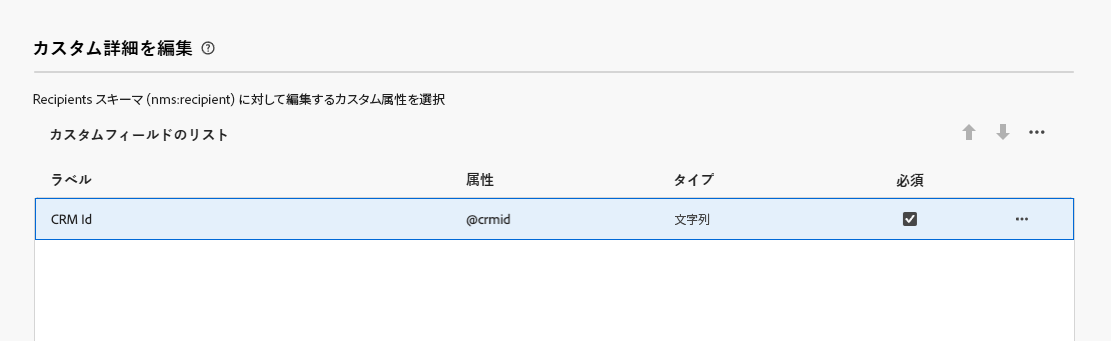 カスタム詳細を編集
Recipients スキーマ (nms:recipient) に対して編集するカスタム属性を選択
カスタムフィールドのリスト
ラベル 属性 タイプ 必須
CRM Id @crmid 文字列